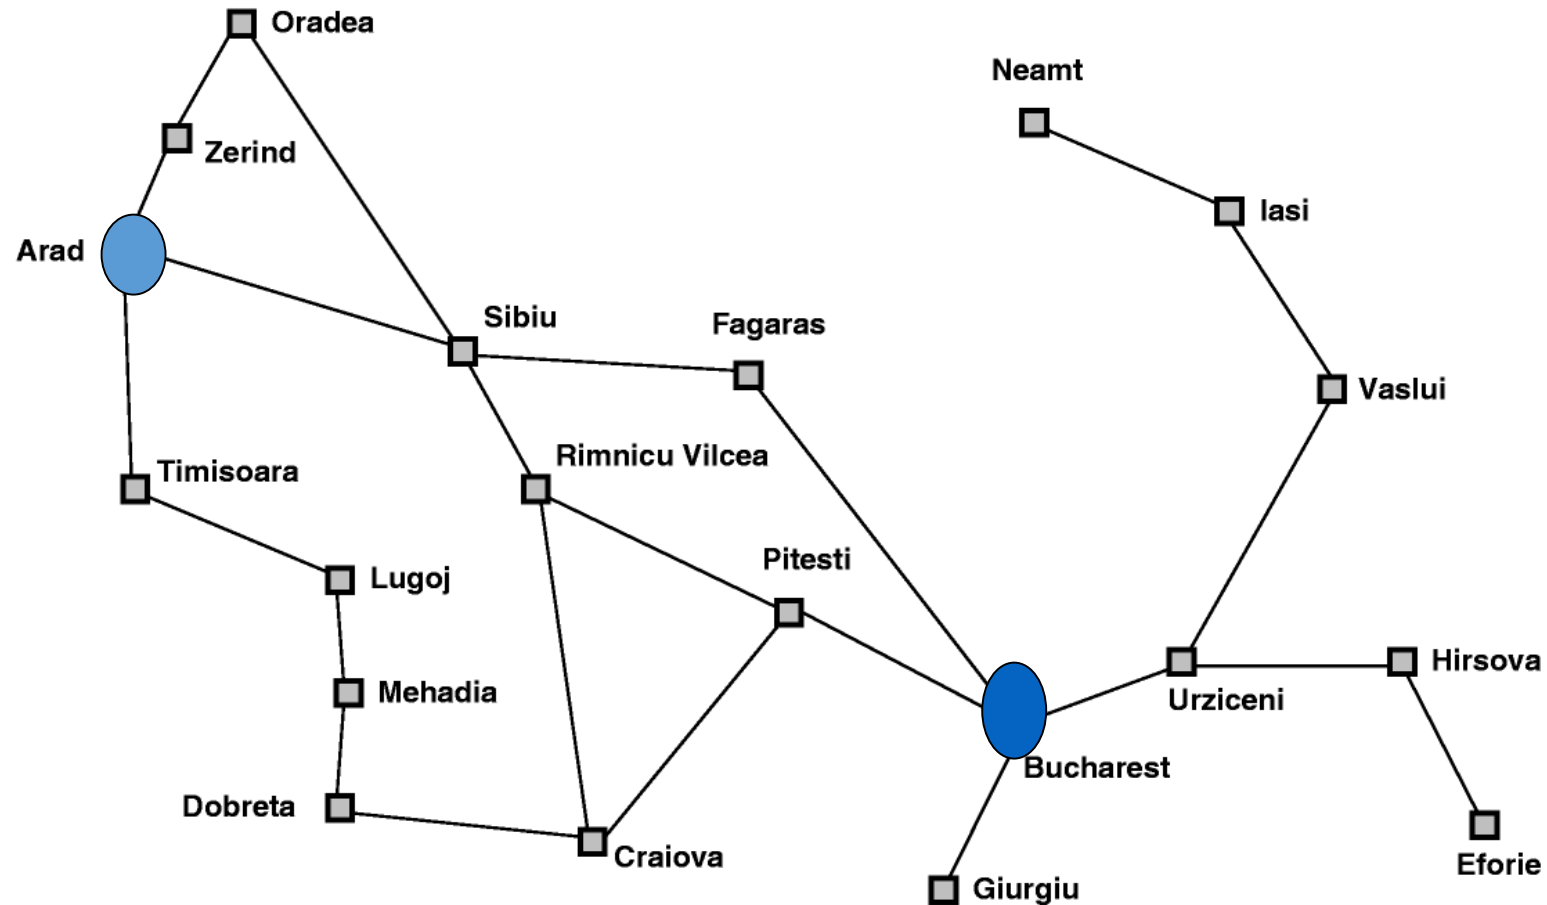 Oradea
Neamt
Zerind
Iasi
Arad
Sibiu
Fagaras
Vaslui
Rimnicu Vilcea
Timisoara
Pitesti
Lugoj
Hirsova
Mehadia
Urziceni
Bucharest
Dobreta
Craiova
Eforie
Giurgiu